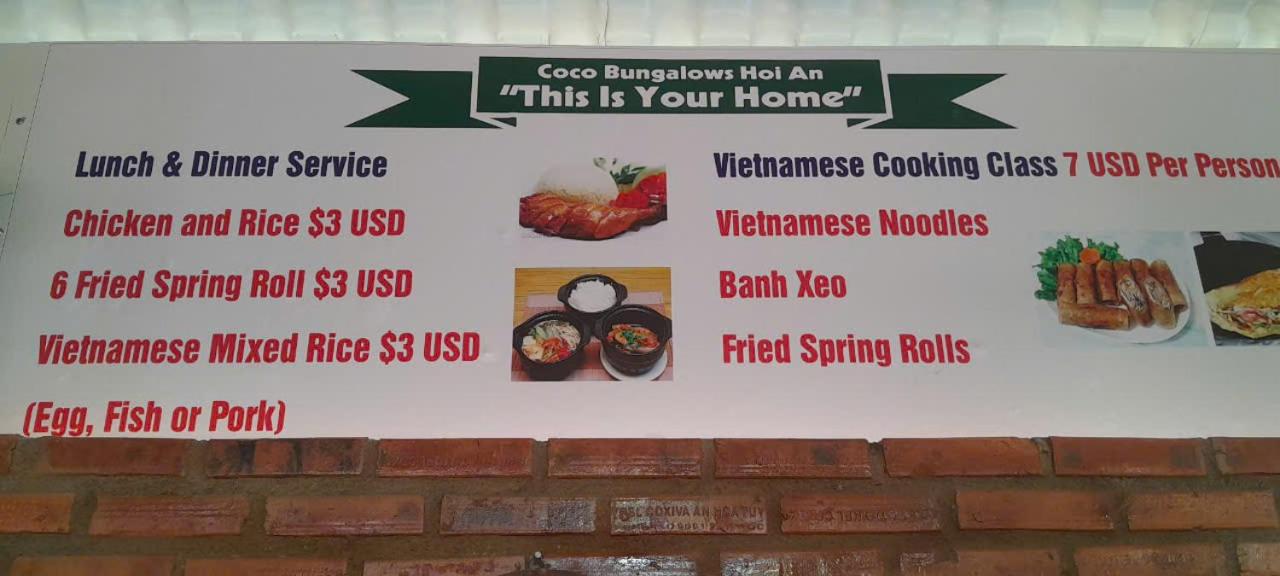 Coco Bungalows Hoi An
"This Is Your Home"
Lunch & Dinner Service
Chicken and Rice $3 USD
6 Fried Spring Roll $3 USD
Vietnamese Mixed Rice $3 USD
(Egg, Fish or Pork)
Vietnamese Cooking Class 7 USD Per Person
Vietnamese Noodles
Banh Xeo
Fried Spring Rolls